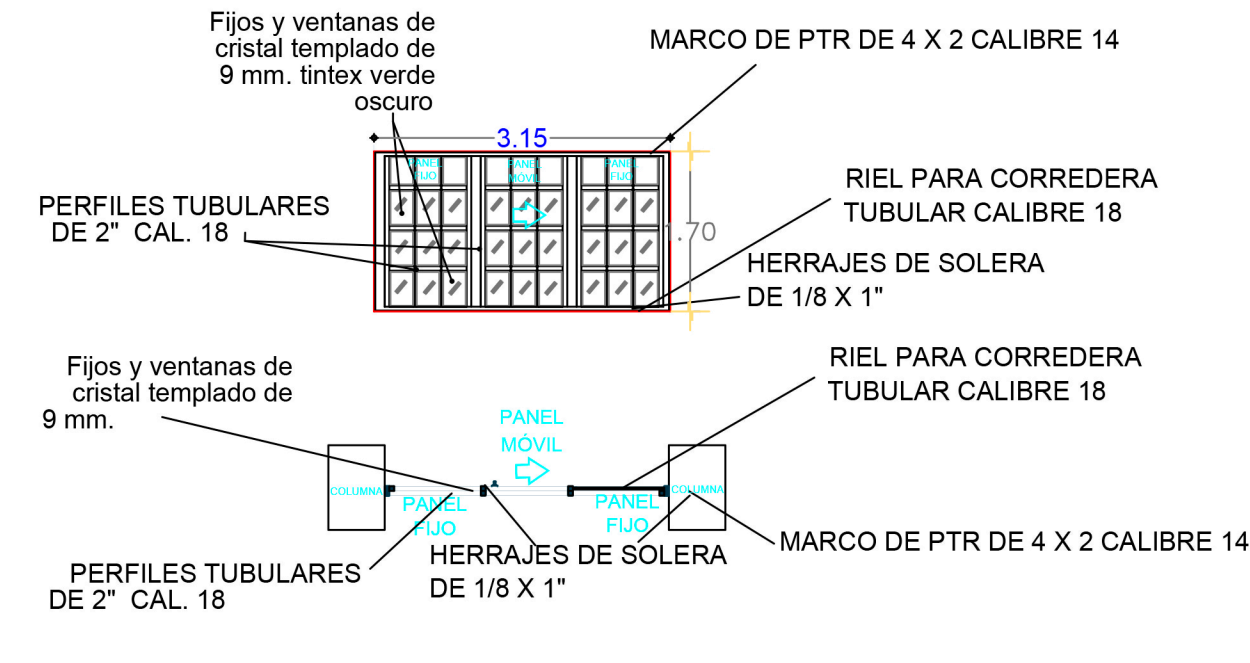 Fijos y ventanas de
cristal templado de
9 mm. tintex verde
oscuro
MARCO DE PTR DE 4 X 2 CALIBRE 14
3.15
PANEL
FIJO
PANEL
MÓVIL
PANEL
FIJO
RIEL PARA CORREDERA
TUBULAR CALIBRE 18
PERFILES TUBULARES
DE 2" CAL. 18
1.70
HERRAJES DE SOLERA
DE 1/8 X 1"
Fijos y ventanas de
cristal templado de
9 mm.
RIEL PARA CORREDERA
TUBULAR CALIBRE 18
PANEL
MÓVIL
COLUMNA
PANEL
FIJO
PANEL
FIJO
COLUMNA
HERRAJES DE SOLERA
DE 1/8 X 1"
MARCO DE PTR DE 4 X 2 CALIBRE 14
PERFILES TUBULARES
DE 2" CAL. 18